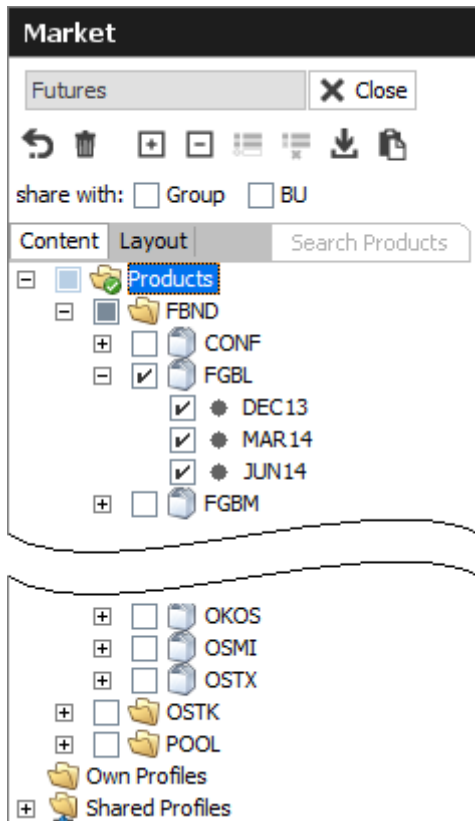 Market
Futures Close
share with: Group BU
Content Layout Search Products
Products
FBND
CONF
FGBL
DEC13
MAR14
JUN14
FGBM
OKOS
OSMI
OSTX
OSTK
POOL
Own Profiles
Shared Profiles